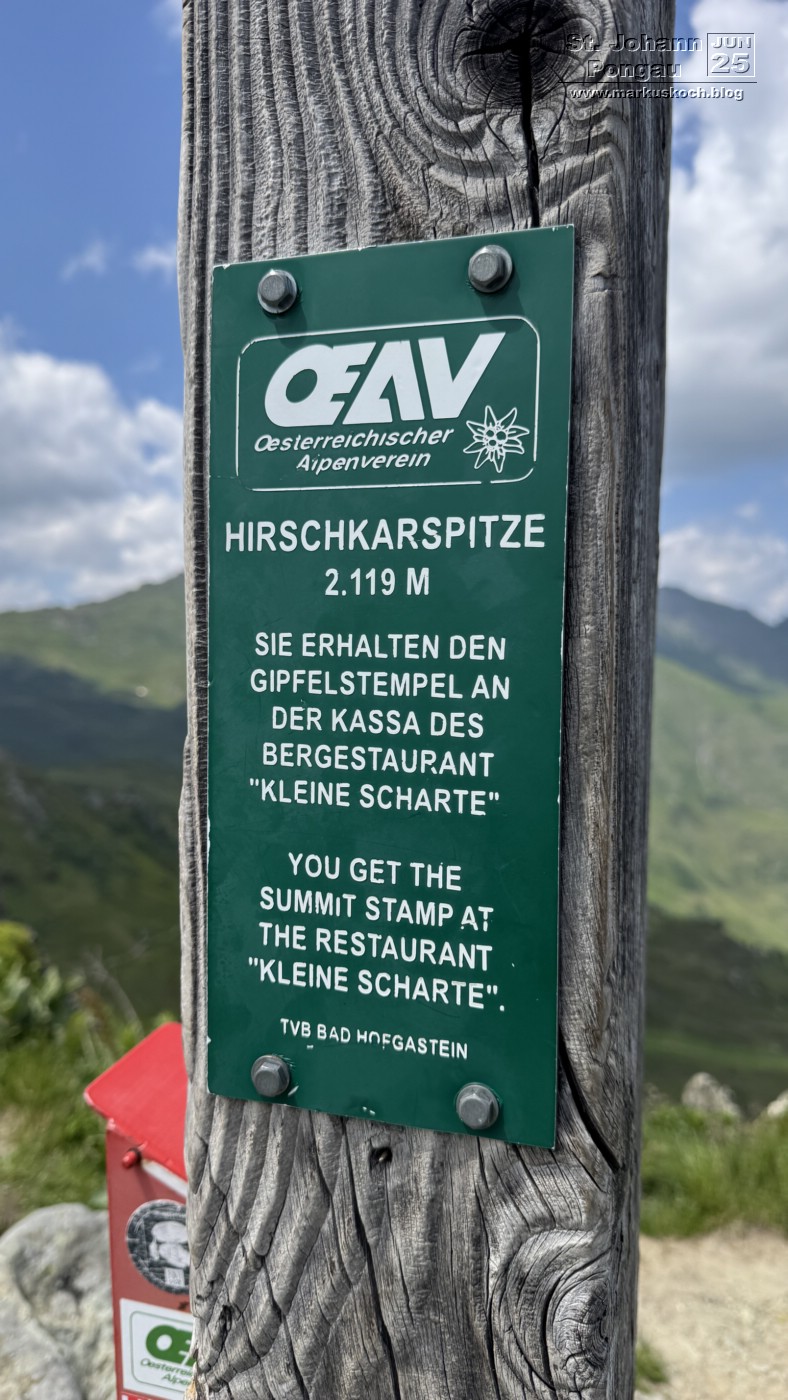 St. Johann JUN
Pongau 25
www.markuskoch.blog
ŒAV
Œsterreichischer
Alpenverein
HIRSCHKARSPITZE
2.119 M
SIE ERHALTEN DEN
GIPFELSTEMPEL AN
DER KASSA DES
BERGESTAURANT
"KLEINE SCHARTE"
YOU GET THE
SUMMIT STAMP AT
THE RESTAURANT
"KLEINE SCHARTE".
TVB BAD HOFGASTEIN